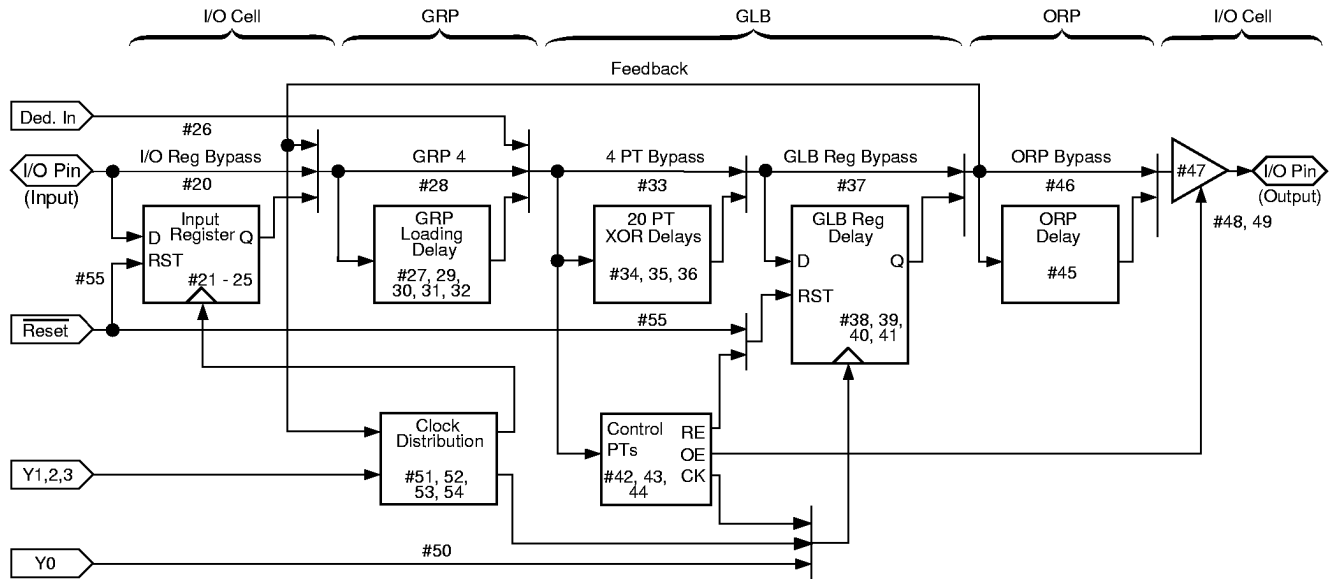 I/O Cell
GRP
GLB
ORP
I/O Cell
Feedback
Ded. In
#26
I/O Pin
(Input)
I/O Reg Bypass
#20
GRP 4
#28
4 PT Bypass
#33
GLB Reg Bypass
#37
ORP Bypass
#46
#47
I/O Pin
(Output)
#48, 49
Input
Register
D
Q
RST
#21 - 25
#55
GRP
Loading
Delay
#27, 29,
30, 31, 32
20 PT
XOR Delays
#34, 35, 36
GLB Reg
Delay
D
Q
RST
#38, 39,
40, 41
ORP
Delay
#45
Reset
#55
Clock
Distribution
#51, 52,
53, 54
Control
PTs
RE
OE
CK
#42, 43,
44
Y1,2,3
Y0
#50